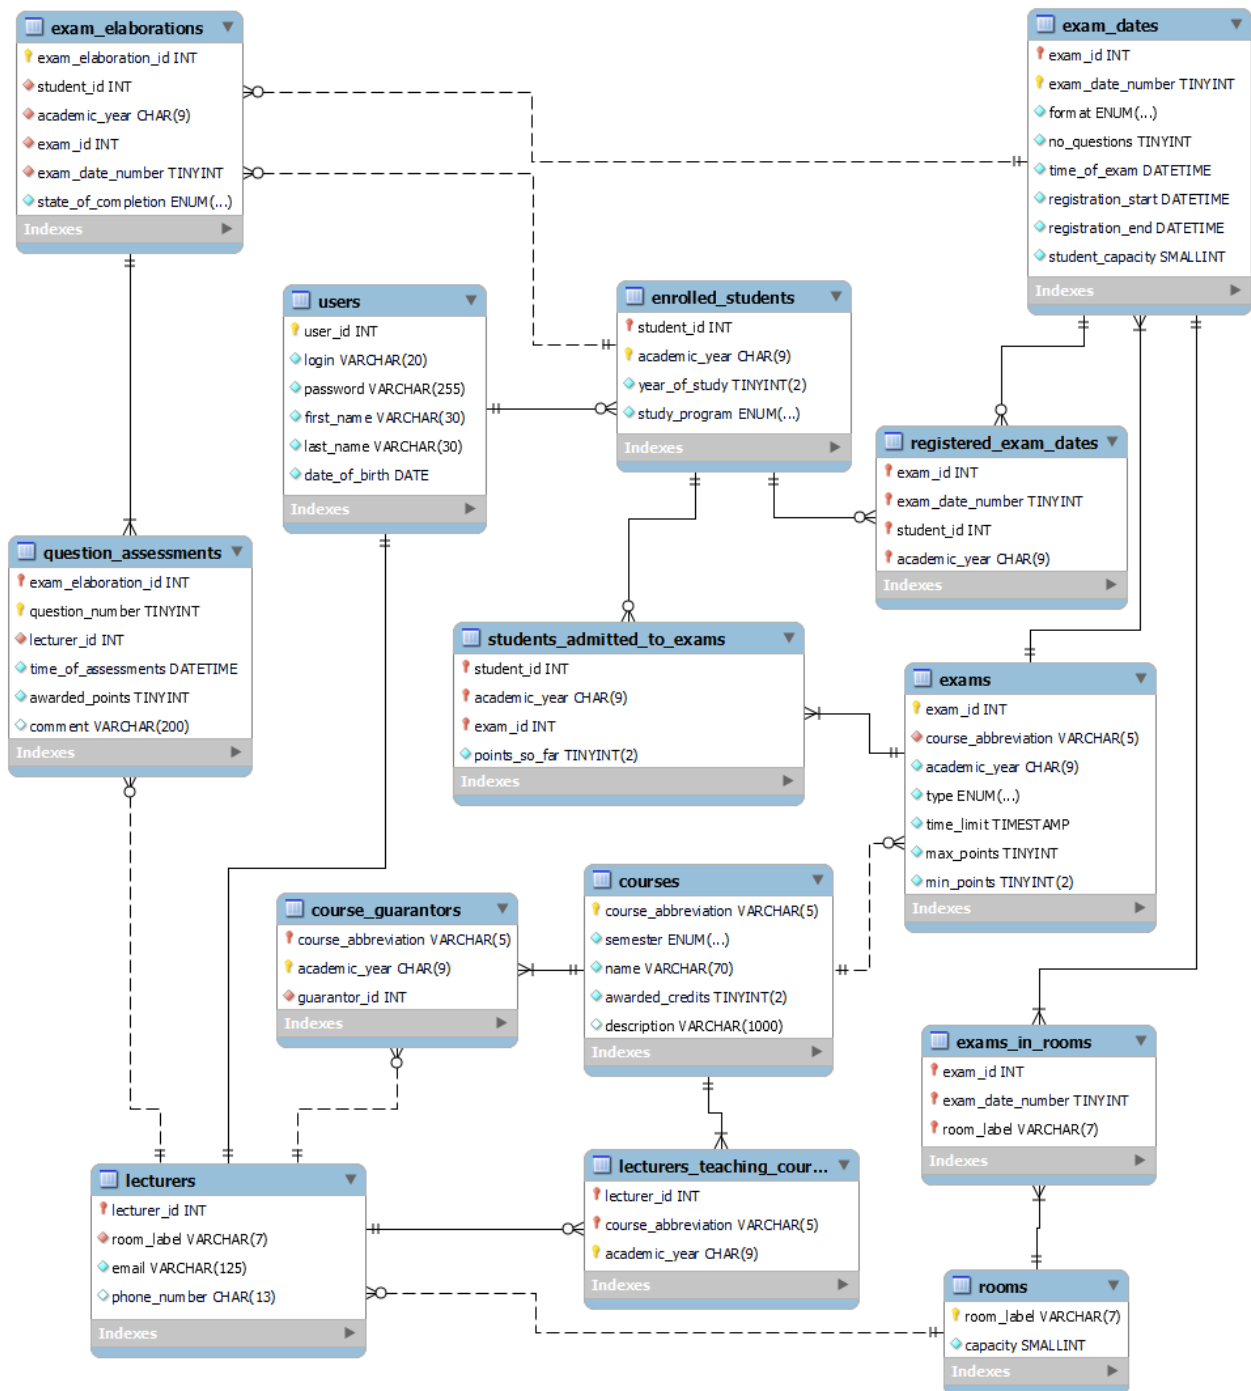 exam_elaborations
exam_elaboration_id INT
student_id INT
academic_year CHAR(9)
exam_id INT
exam_date_number TINYINT
state_of_completion ENUM(...)
Indexes
exam_dates
exam_id INT
exam_date_number TINYINT
format ENUM(...)
no_questions TINYINT
time_of_exam DATETIME
registration_start DATETIME
registration_end DATETIME
student_capacity SMALLINT
Indexes
users
user_id INT
login VARCHAR(20)
password VARCHAR(255)
first_name VARCHAR(30)
last_name VARCHAR(30)
date_of_birth DATE
Indexes
enrolled_students
student_id INT
academic_year CHAR(9)
year_of_study TINYINT(2)
study_program ENUM(...)
Indexes
registered_exam_dates
exam_id INT
exam_date_number TINYINT
student_id INT
academic_year CHAR(9)
Indexes
question_assessments
exam_elaboration_id INT
question_number TINYINT
lecturer_id INT
time_of_assessments DATETIME
awarded_points TINYINT
comment VARCHAR(200)
Indexes
students_admitted_to_exams
student_id INT
academic_year CHAR(9)
exam_id INT
points_so_far TINYINT(2)
Indexes
exams
exam_id INT
course_abbreviation VARCHAR(5)
academic_year CHAR(9)
type ENUM(...)
time_limit TIMESTAMP
max_points TINYINT
min_points TINYINT(2)
Indexes
course_guarantors
course_abbreviation VARCHAR(5)
academic_year CHAR(9)
guarantor_id INT
Indexes
courses
course_abbreviation VARCHAR(5)
semester ENUM(...)
name VARCHAR(70)
awarded_credits TINYINT(2)
description VARCHAR(1000)
Indexes
exams_in_rooms
exam_id INT
exam_date_number TINYINT
room_label VARCHAR(7)
Indexes
lecturers
lecturer_id INT
room_label VARCHAR(7)
email VARCHAR(125)
phone_number CHAR(13)
Indexes
lecturers_teaching_cour...
lecturer_id INT
course_abbreviation VARCHAR(5)
academic_year CHAR(9)
Indexes
rooms
room_label VARCHAR(7)
capacity SMALLINT
Indexes